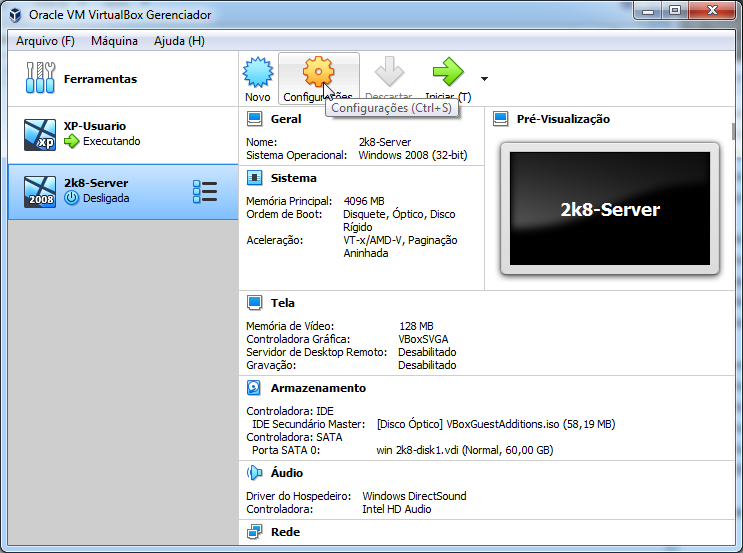 Oracle VM VirtualBox Gerenciador
Arquivo (F) Máquina Ajuda (H)
Ferramentas
XP-Usuario
Executando
xp
2k8-Server
Desligada
2008
Novo Configurações Descartar Iniciar (T)
Configurações (Ctrl+S)
Geral
Nome: 2k8-Server
Sistema Operacional: Windows 2008 (32-bit)
Pré-Visualização
2k8-Server
Sistema
Memória Principal: 4096 MB
Ordem de Boot: Disquete, Óptico, Disco
Rígido
Aceleração: VT-x/AMD-V, Paginação
Aninhada
Tela
Memória de Vídeo: 128 MB
Controladora Gráfica: VBoxSVGA
Servidor de Desktop Remoto: Desabilitado
Gravação: Desabilitado
Armazenamento
Controladora: IDE
IDE Secundário Master: [Disco Óptico] VBoxGuestAdditions.iso (58,19 MB)
Controladora: SATA
Porta SATA 0: win 2k8-disk1.vdi (Normal, 60,00 GB)
Áudio
Driver do Hospedeiro: Windows DirectSound
Controladora: Intel HD Audio
Rede